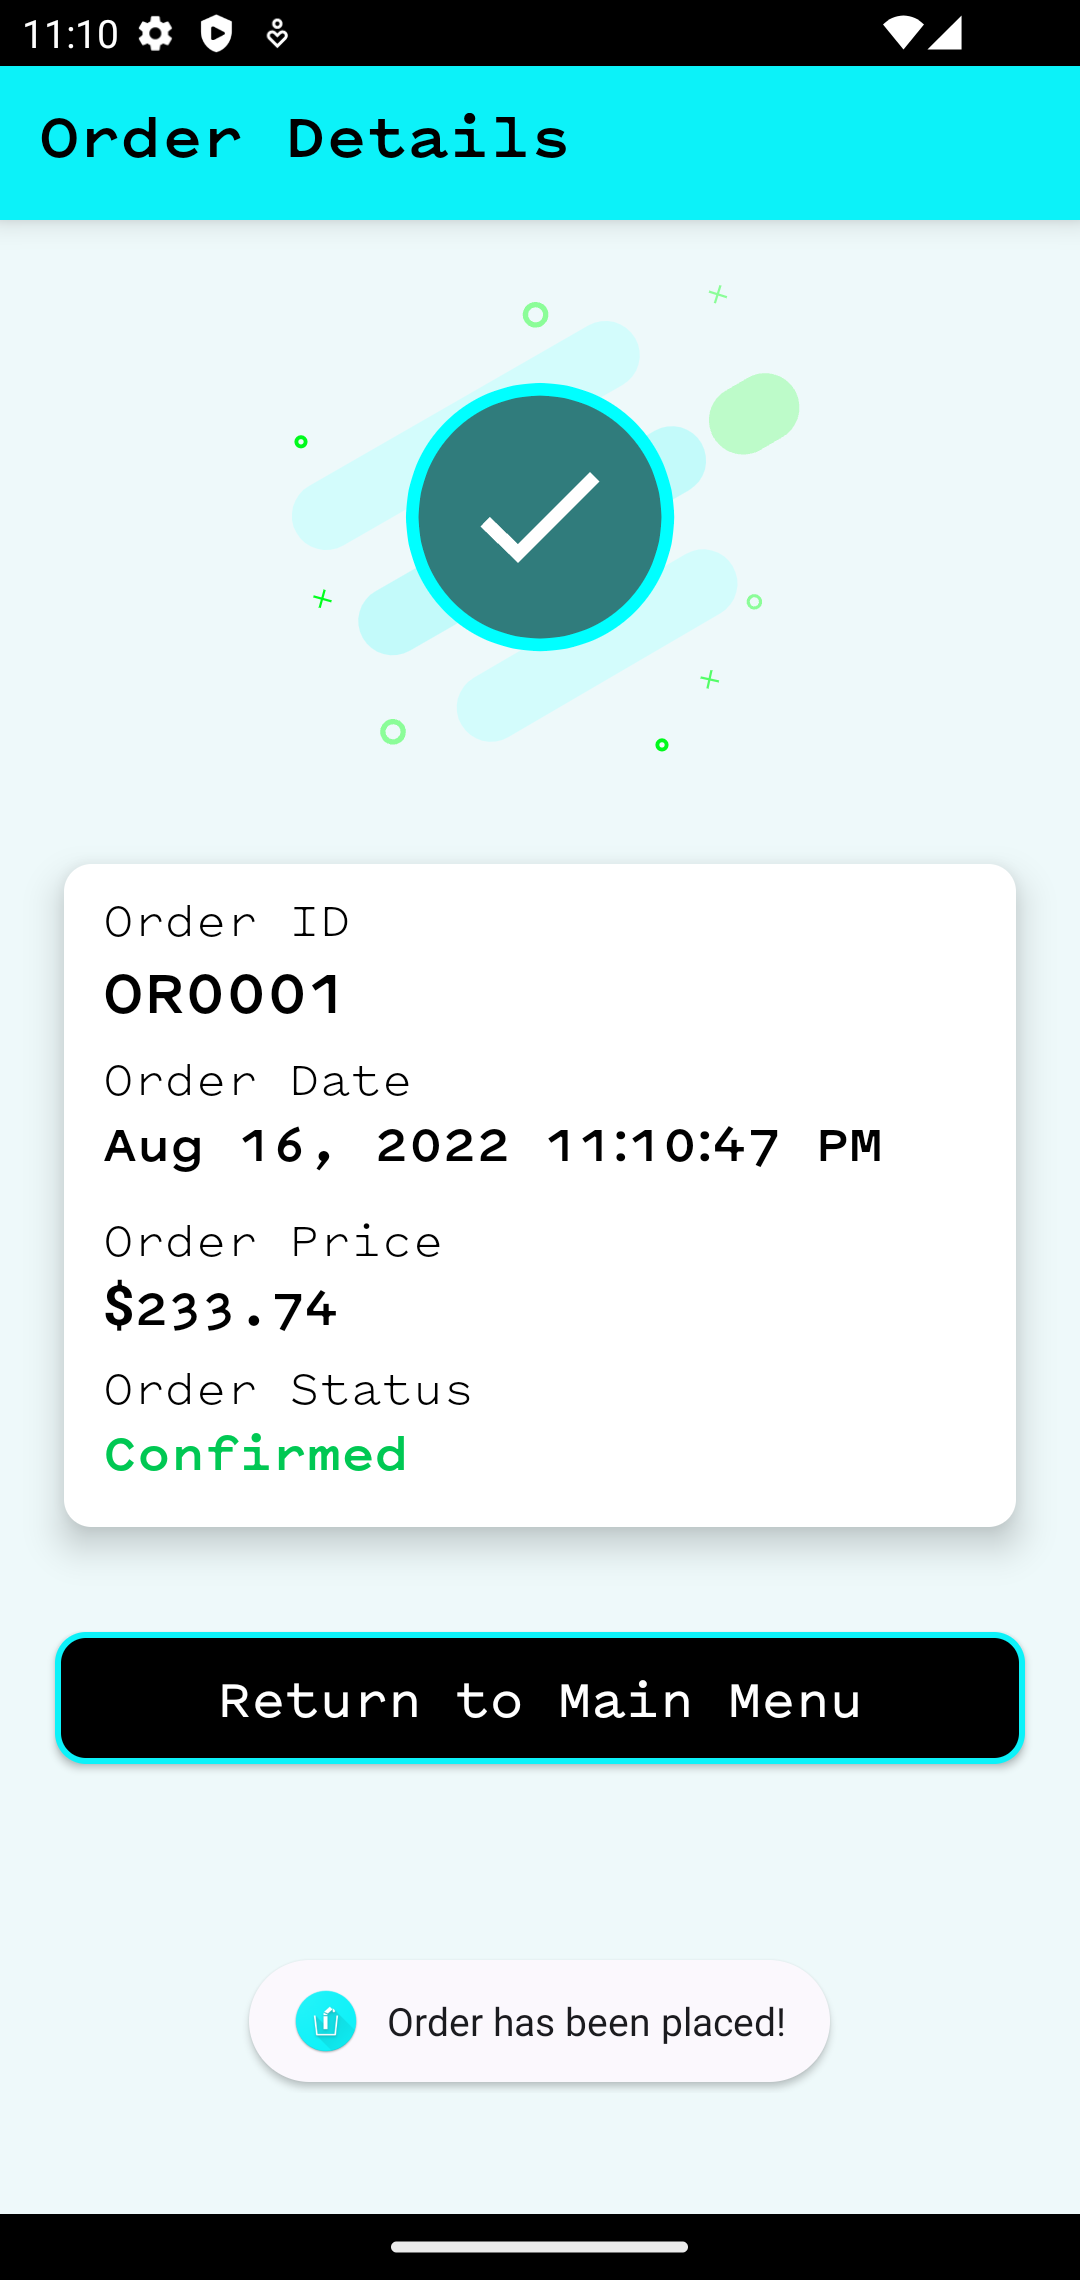 11:10
Order Details
Order ID
OR0001
Order Date
Aug 16, 2022 11:10:47 PM
Order Price
$233.74
Order Status
Confirmed
Return to Main Menu
Order has been placed!